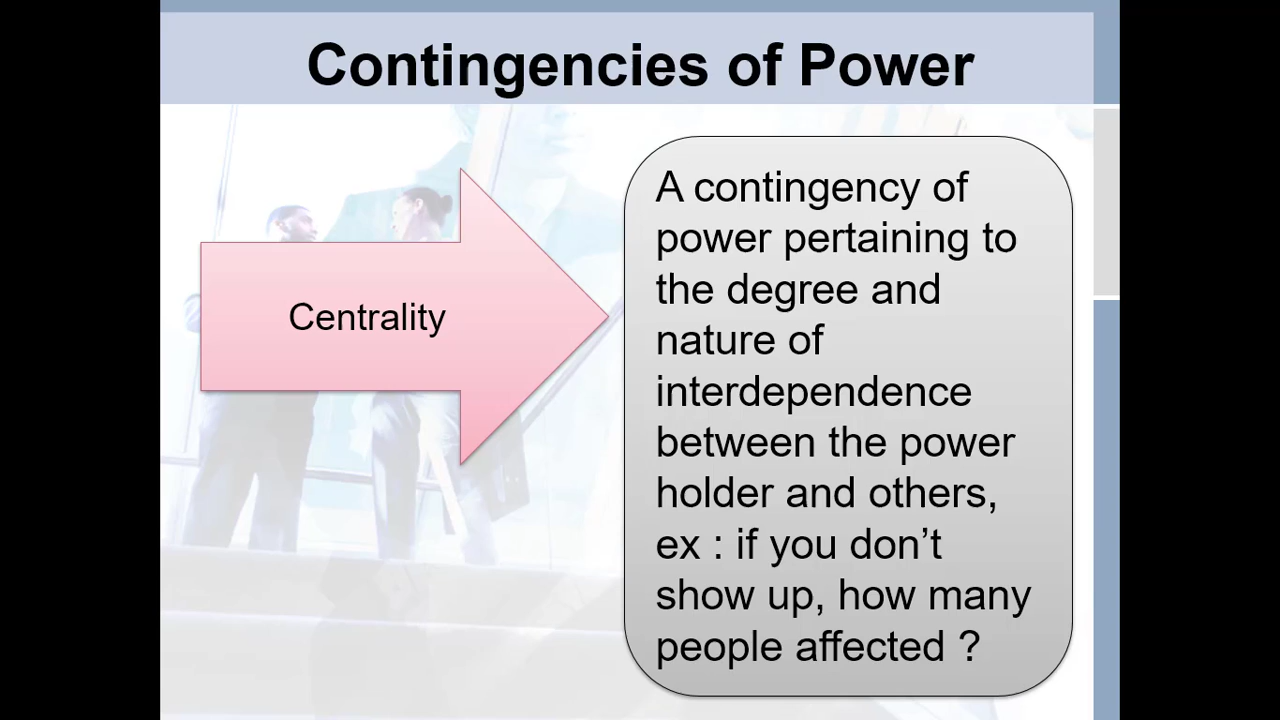 Contingencies of Power
Centrality
A contingency of
power pertaining to
the degree and
nature of
interdependence
between the power
holder and others,
ex : if you don’t
show up, how many
people affected ?